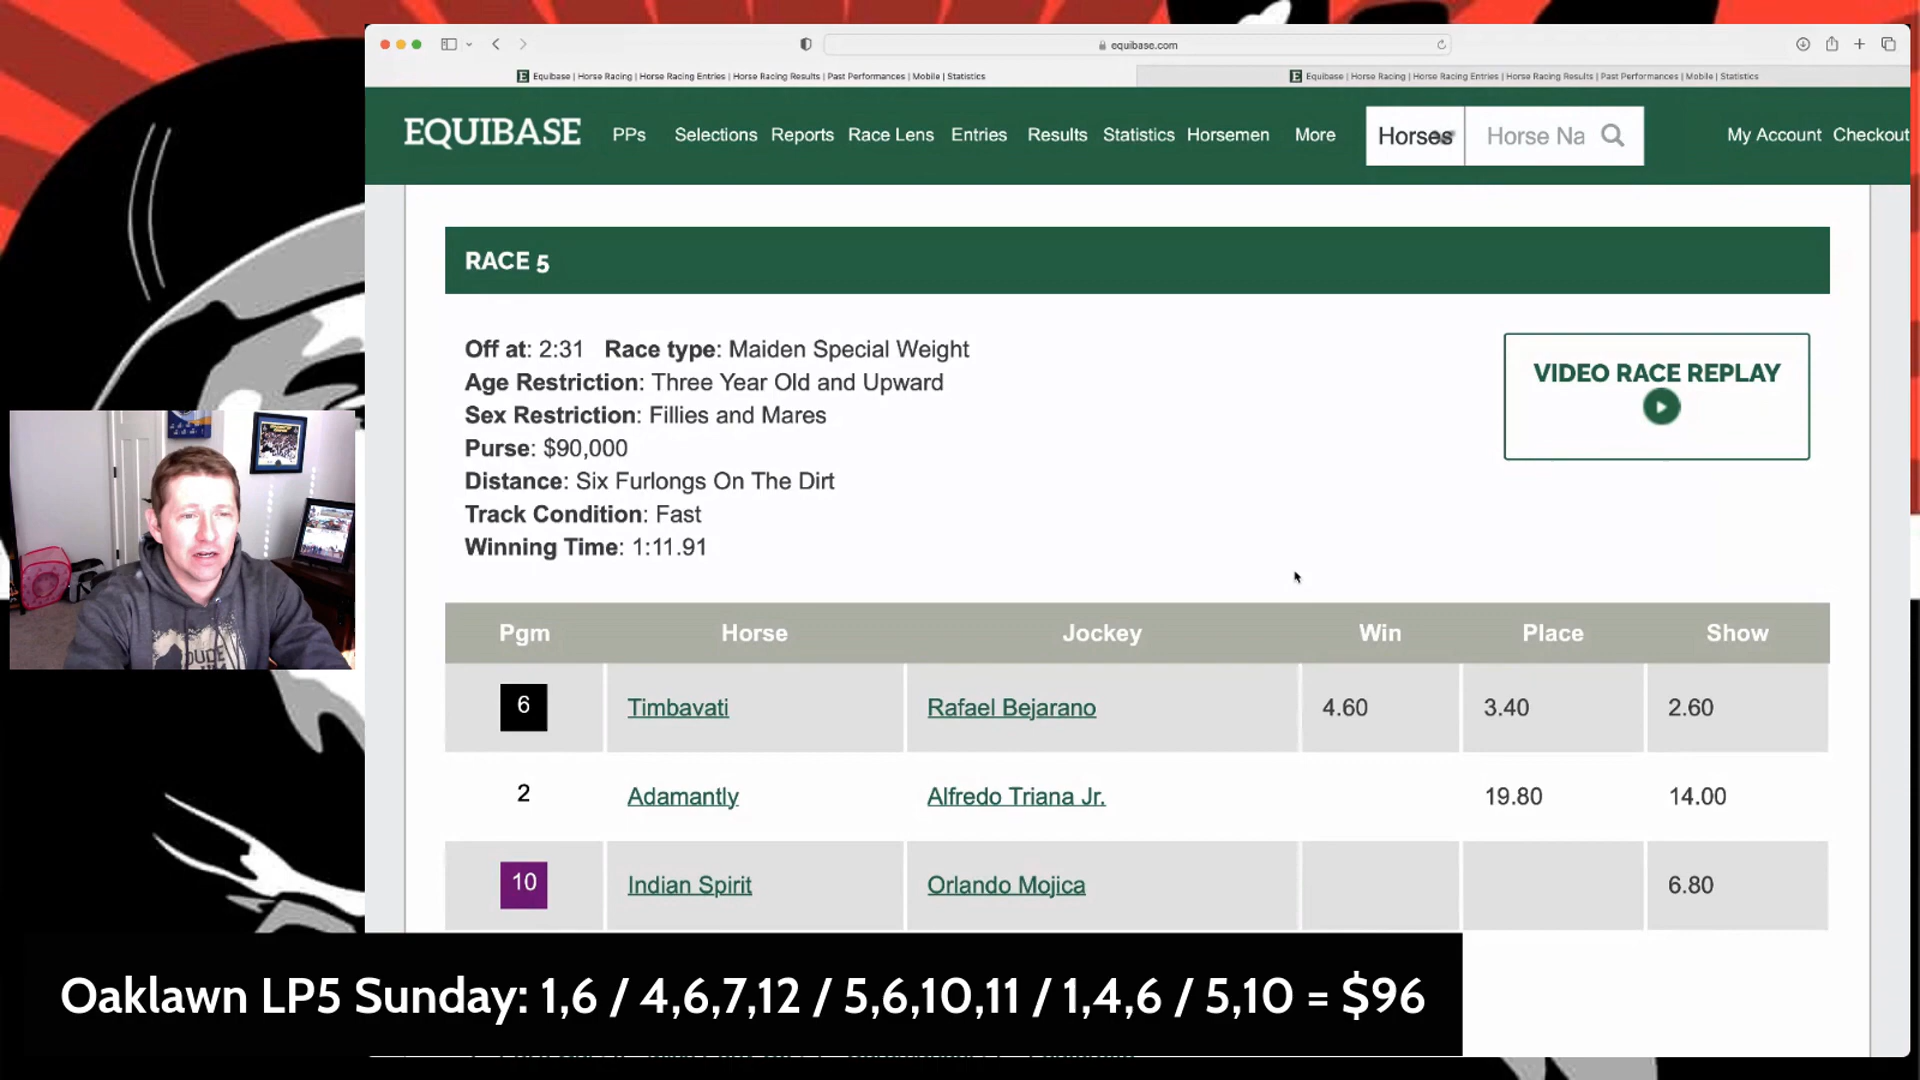 equibase.com
Equibase | Horse Racing | Horse Racing Entries | Horse Racing Results | Past Performances | Mobile | Statistics
Equibase | Horse Racing | Horse Racing Entries | Horse Racing Results | Past Performances | Mobile | Statistics
EQUIBASE PPs Selections Reports Race Lens Entries Results Statistics Horsemen More Horses Horse Na My Account Checkout
RACE 5
Off at: 2:31 Race type: Maiden Special Weight
Age Restriction: Three Year Old and Upward
Sex Restriction: Fillies and Mares
Purse: $90,000
Distance: Six Furlongs On The Dirt
Track Condition: Fast
Winning Time: 1:11.91
VIDEO RACE REPLAY
Pgm Horse Jockey Win Place Show
6 Timbavati Rafael Bejarano 4.60 3.40 2.60
2 Adamantly Alfredo Triana Jr. 19.80 14.00
10 Indian Spirit Orlando Mojica 6.80
DUDE
Oaklawn LP5 Sunday: 1,6 / 4,6,7,12 / 5,6,10,11 / 1,4,6 / 5,10 = $96